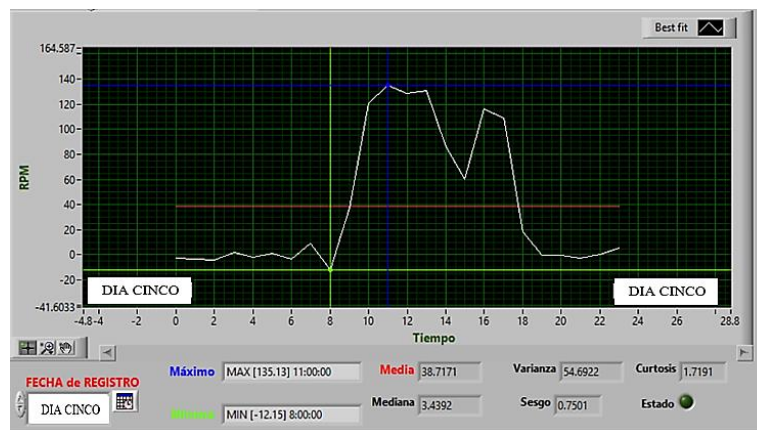 Best fit
164.587
140
120
100
80
60
40
20
0
-20
-41.6033
RPM
DIA CINCO
DIA CINCO
-4.8 -4 -2 0 2 4 6 8 10 12 14 16 18 20 22 24 26 28.8
Tiempo
FECHA de REGISTRO
DIA CINCO
Máximo MAX [135.13] 11:00:00
MIN [-12.15] 8:00:00
Media 38.7171
Mediana 3.4392
Varianza 54.6922
Sesgo 0.7501
Curtosis 1.7191
Estado